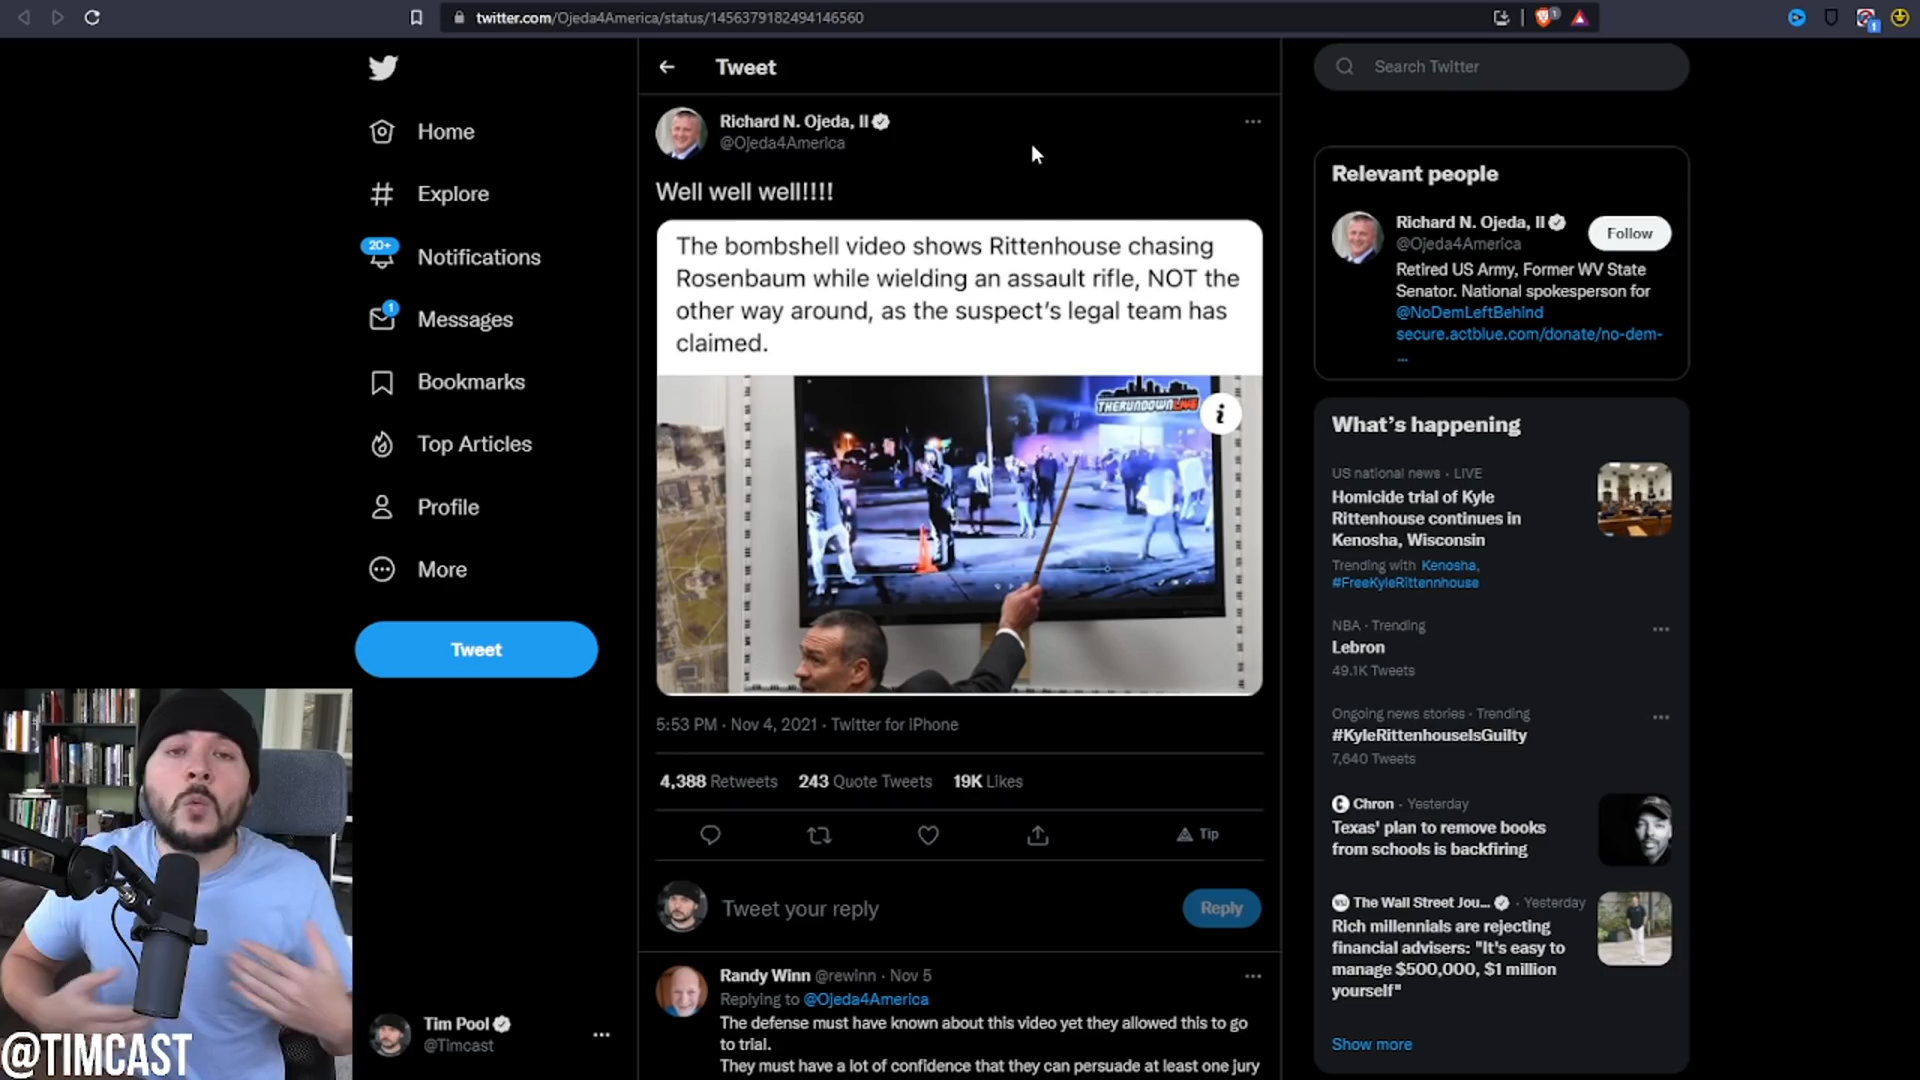 twitter.com/Ojeda4America/status/1456379182494146560
Home
Explore
20+
Notifications
1
Messages
Bookmarks
Top Articles
Profile
More
Tweet
Tim Pool
@Timcast
@TIMCAST
Tweet
Richard N. Ojeda, II
@Ojeda4America
Well well well!!!!
The bombshell video shows Rittenhouse chasing
Rosenbaum while wielding an assault rifle, NOT the
other way around, as the suspect's legal team has
claimed.
THERUNDOWNLIVE
5:53 PM · Nov 4, 2021 · Twitter for iPhone
4,388 Retweets 243 Quote Tweets 19K Likes
Tip
Tweet your reply
Reply
Randy Winn @rewinn · Nov 5
Replying to @Ojeda4America
The defense must have known about this video yet they allowed this to go
to trial.
They must have a lot of confidence that they can persuade at least one jury
Search Twitter
Relevant people
Richard N. Ojeda, II
@Ojeda4America
Follow
Retired US Army, Former WV State
Senator. National spokesperson for
@NoDemLeftBehind
secure.actblue.com/donate/no-dem-
...
What's happening
US national news · LIVE
Homicide trial of Kyle
Rittenhouse continues in
Kenosha, Wisconsin
Trending with Kenosha,
#FreeKyleRittennhouse
NBA · Trending
Lebron
49.1K Tweets
Ongoing news stories · Trending
#KyleRittenhouseIsGuilty
7,640 Tweets
Chron · Yesterday
Texas' plan to remove books
from schools is backfiring
The Wall Street Jou... · Yesterday
Rich millennials are rejecting
financial advisers: "It's easy to
manage $500,000, $1 million
yourself"
Show more